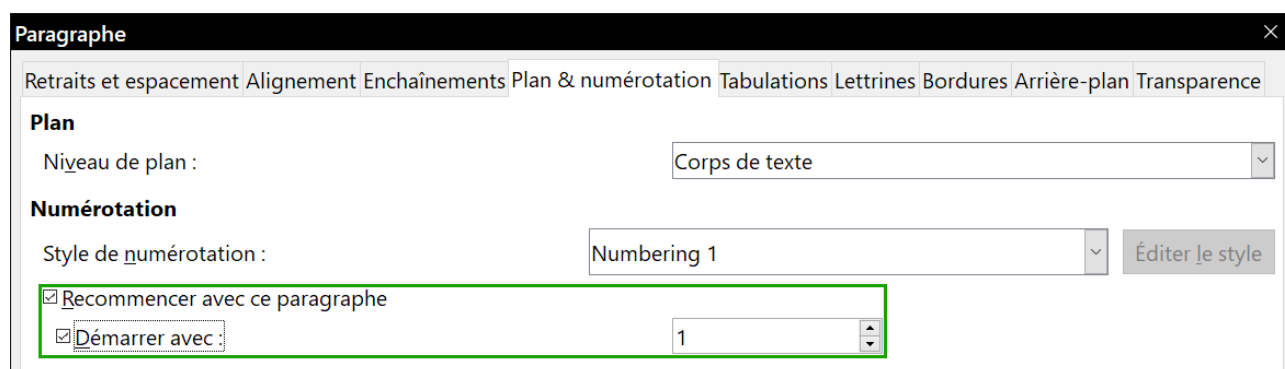 Paragraphe
Retraits et espacement Alignement Enchaînements Plan & numérotation Tabulations Lettrines Bordures Arrière-plan Transparence
Plan
Niveau de plan : Corps de texte
Numérotation
Style de numérotation : Numbering 1 Éditer le style
Recommencer avec ce paragraphe
Démarrer avec : 1